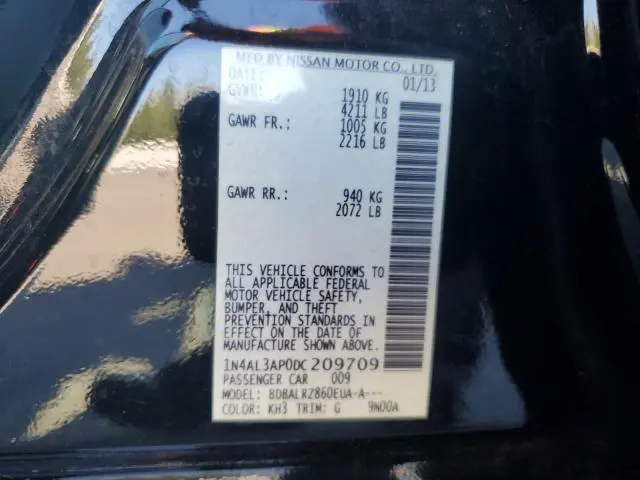 MFD BY NISSAN MOTOR CO., LTD.
DATE: 01/13
GVWR: 1910 KG
4211 LB
GAWR FR.: 1005 KG
2216 LB
GAWR RR.: 940 KG
2072 LB
THIS VEHICLE CONFORMS TO
ALL APPLICABLE FEDERAL
MOTOR VEHICLE SAFETY,
BUMPER, AND THEFT
PREVENTION STANDARDS IN
EFFECT ON THE DATE OF
MANUFACTURE SHOWN ABOVE.
1N4AL3AP0DC209709
PASSENGER CAR 009
MODEL: BDBALRZ860EUA-A---
COLOR: KH3 TRIM: G 9N00A